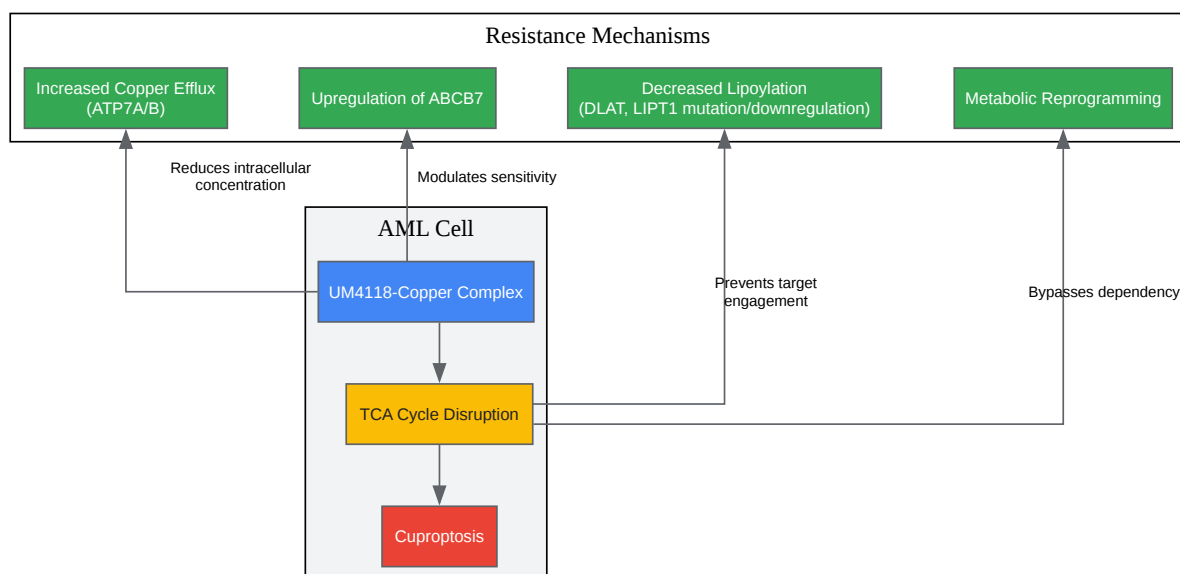 Resistance Mechanisms
Increased Copper Efflux
(ATP7A/B)
Upregulation of ABCB7
Decreased Lipoylation
(DLAT, LIPT1 mutation/downregulation)
Metabolic Reprogramming
Reduces intracellular
concentration
Modulates sensitivity
AML Cell
UM4118-Copper Complex
Prevents target
engagement
Bypasses dependency
TCA Cycle Disruption
Cuproptosis